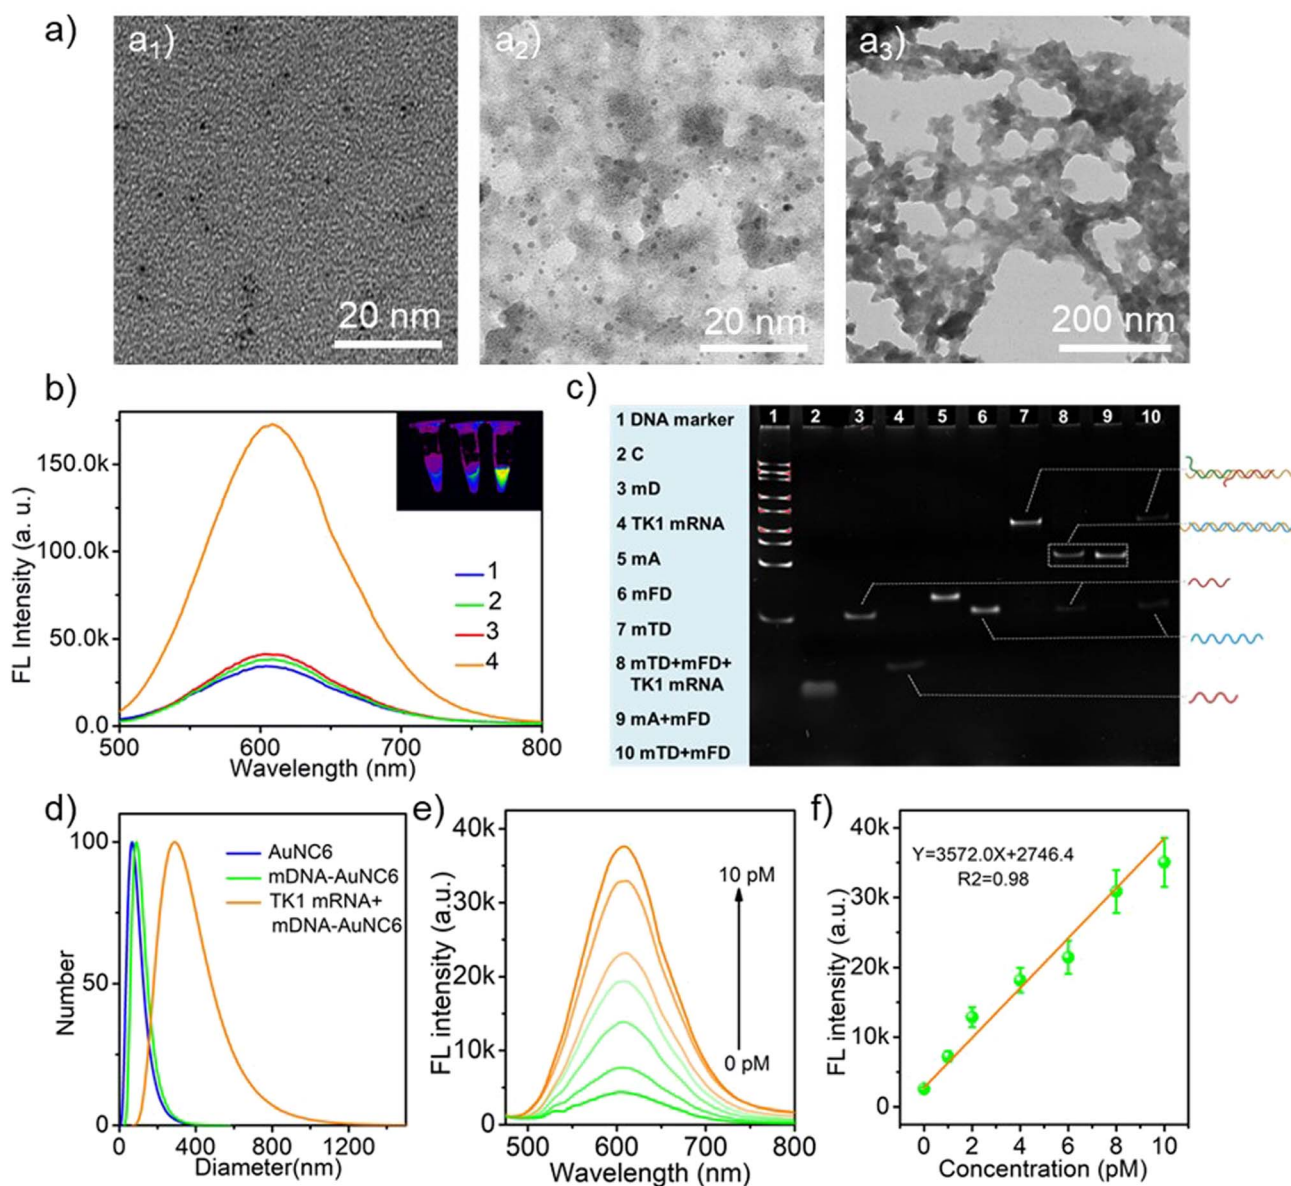 a)
a1)
20 nm
a2)
20 nm
a3)
200 nm
b)
FL Intensity (a. u.)
150.0k
100.0k
50.0k
0.0
500
600
700
800
Wavelength (nm)
1
2
3
4
c)
1 DNA marker
2 C
3 mD
4 TK1 mRNA
5 mA
6 mFD
7 mTD
8 mTD+mFD+
TK1 mRNA
9 mA+mFD
10 mTD+mFD
1 2 3 4 5 6 7 8 9 10
d)
Number
100
50
0
0
400
800
1200
Diameter(nm)
AuNC6
mDNA-AuNC6
TK1 mRNA+
mDNA-AuNC6
e)
FL intensity (a.u.)
40k
30k
20k
10k
0
500
600
700
800
Wavelength (nm)
10 pM
0 pM
f)
FL intensity (a.u.)
40k
30k
20k
10k
0
0
2
4
6
8
10
Concentration (pM)
Y=3572.0X+2746.4
R2=0.98